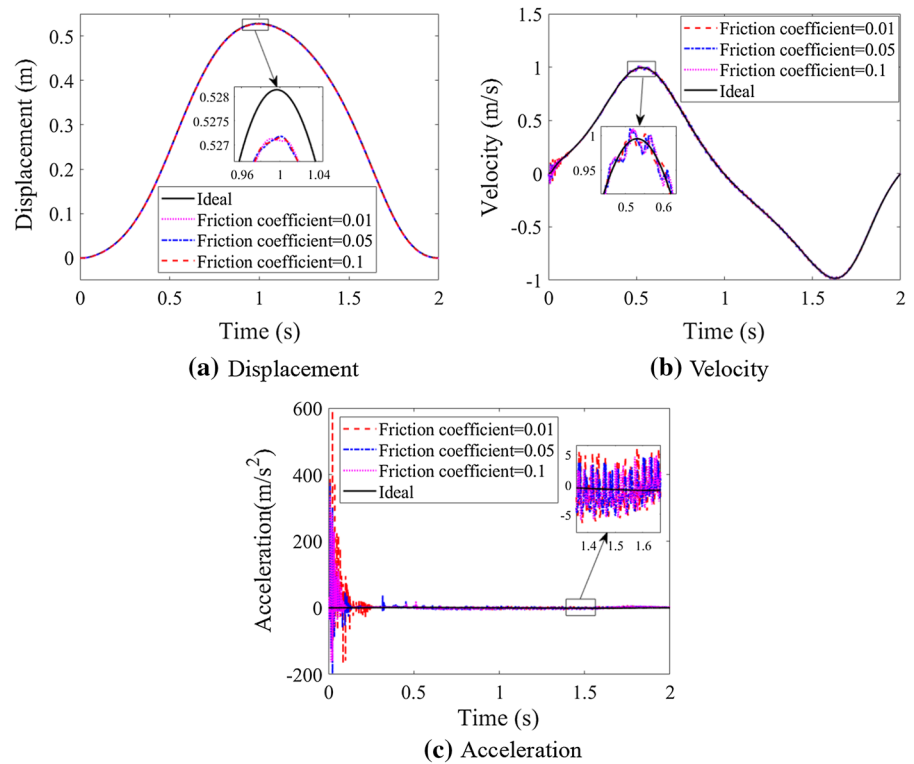 Displacement (m)
0.5
0.4
0.3
0.2
0.1
0
0.528
0.5275
0.527
0.96
1
1.04
Ideal
Friction coefficient=0.01
Friction coefficient=0.05
Friction coefficient=0.1
0
0.5
1
1.5
2
Time (s)
(a) Displacement
Velocity (m/s)
1.5
1
0.5
0
-0.5
-1
Friction coefficient=0.01
Friction coefficient=0.05
Friction coefficient=0.1
Ideal
1
0.95
0.5
0.6
0
0.5
1
1.5
2
Time (s)
(b) Velocity
Acceleration(m/s²)
600
400
200
0
-200
Friction coefficient=0.01
Friction coefficient=0.05
Friction coefficient=0.1
Ideal
5
0
-5
1.4
1.5
1.6
0
0.5
1
1.5
2
Time (s)
(c) Acceleration